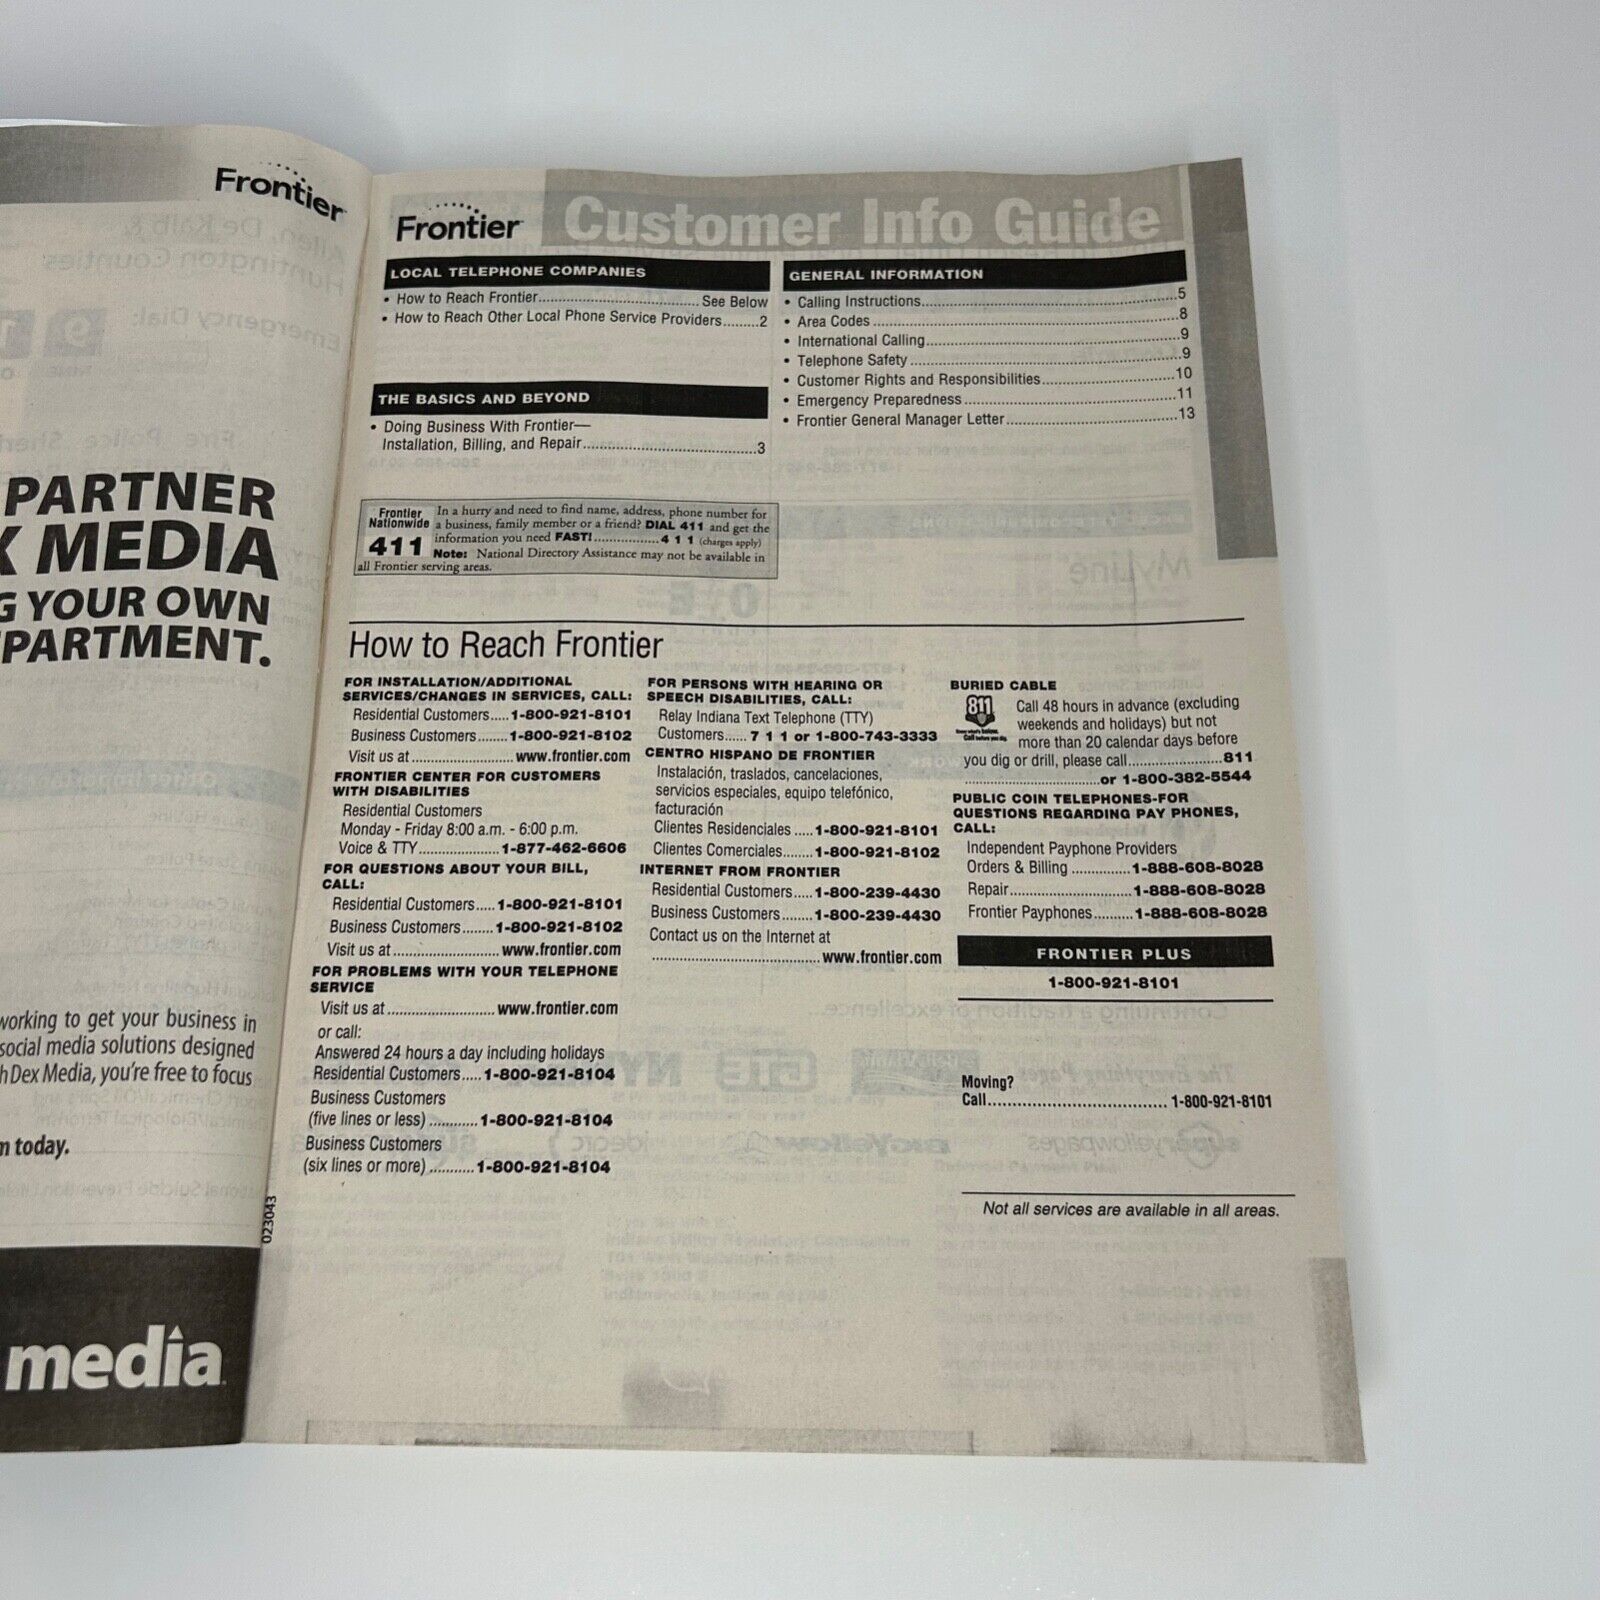 Frontier
PARTNER
X MEDIA
G YOUR OWN
PARTMENT.
working to get your business in
social media solutions designed
h Dex Media, you're free to focus
m today.
media
023043
Frontier Customer Info Guide
LOCAL TELEPHONE COMPANIES
• How to Reach Frontier.................................... See Below
• How to Reach Other Local Phone Service Providers........2
THE BASICS AND BEYOND
• Doing Business With Frontier—
Installation, Billing, and Repair.......................................3
GENERAL INFORMATION
• Calling Instructions.........................................................5
• Area Codes ....................................................................8
• International Calling........................................................9
• Telephone Safety ............................................................9
• Customer Rights and Responsibilities.............................10
• Emergency Preparedness ..............................................11
• Frontier General Manager Letter.....................................13
Frontier
Nationwide
411
In a hurry and need to find name, address, phone number for
a business, family member or a friend? DIAL 411 and get the
information you need FAST!................4 1 1 (charges apply)
Note: National Directory Assistance may not be available in
all Frontier serving areas.
How to Reach Frontier
FOR INSTALLATION/ADDITIONAL
SERVICES/CHANGES IN SERVICES, CALL:
Residential Customers.....1-800-921-8101
Business Customers........1-800-921-8102
Visit us at ........................www.frontier.com
FRONTIER CENTER FOR CUSTOMERS
WITH DISABILITIES
Residential Customers
Monday - Friday 8:00 a.m. - 6:00 p.m.
Voice & TTY...................1-877-462-6606
FOR QUESTIONS ABOUT YOUR BILL,
CALL:
Residential Customers.....1-800-921-8101
Business Customers........1-800-921-8102
Visit us at ..........................www.frontier.com
FOR PROBLEMS WITH YOUR TELEPHONE
SERVICE
Visit us at ..........................www.frontier.com
or call:
Answered 24 hours a day including holidays
Residential Customers.....1-800-921-8104
Business Customers
(five lines or less) ............1-800-921-8104
Business Customers
(six lines or more) ...........1-800-921-8104
FOR PERSONS WITH HEARING OR
SPEECH DISABILITIES, CALL:
Relay Indiana Text Telephone (TTY)
Customers...... 7 1 1 or 1-800-743-3333
CENTRO HISPANO DE FRONTIER
Instalación, traslados, cancelaciones,
servicios especiales, equipo telefónico,
facturación
Clientes Residenciales .....1-800-921-8101
Clientes Comerciales........1-800-921-8102
INTERNET FROM FRONTIER
Residential Customers.....1-800-239-4430
Business Customers........1-800-239-4430
Contact us on the Internet at
.........................................www.frontier.com
BURIED CABLE
811
Know what's below.
Call before you dig.
Call 48 hours in advance (excluding
weekends and holidays) but not
more than 20 calendar days before
you dig or drill, please call.......................811
.................................or 1-800-382-5544
PUBLIC COIN TELEPHONES-FOR
QUESTIONS REGARDING PAY PHONES,
CALL:
Independent Payphone Providers
Orders & Billing ..............1-888-608-8028
Repair..............................1-888-608-8028
Frontier Payphones.........1-888-608-8028
FRONTIER PLUS
1-800-921-8101
Moving?
Call................................... 1-800-921-8101
Not all services are available in all areas.